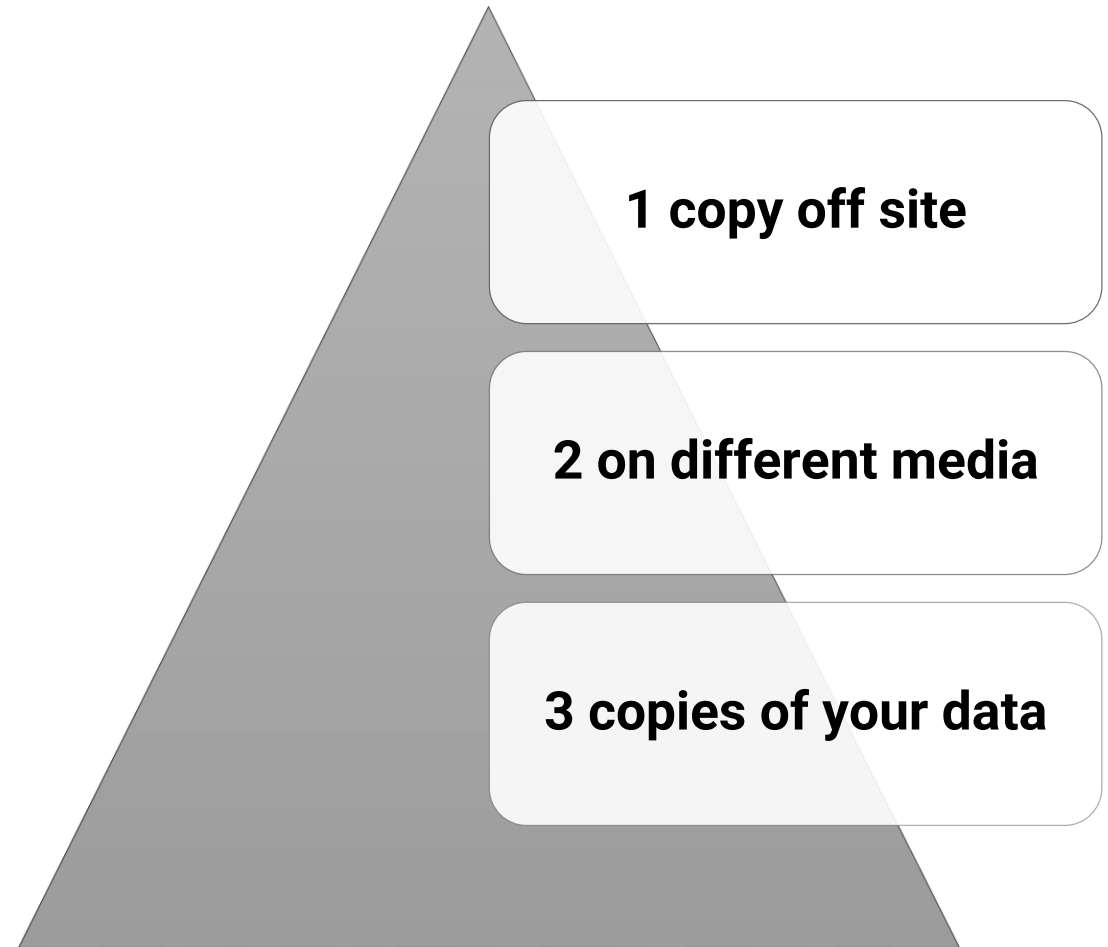 1 copy off site
2 on different media
3 copies of your data